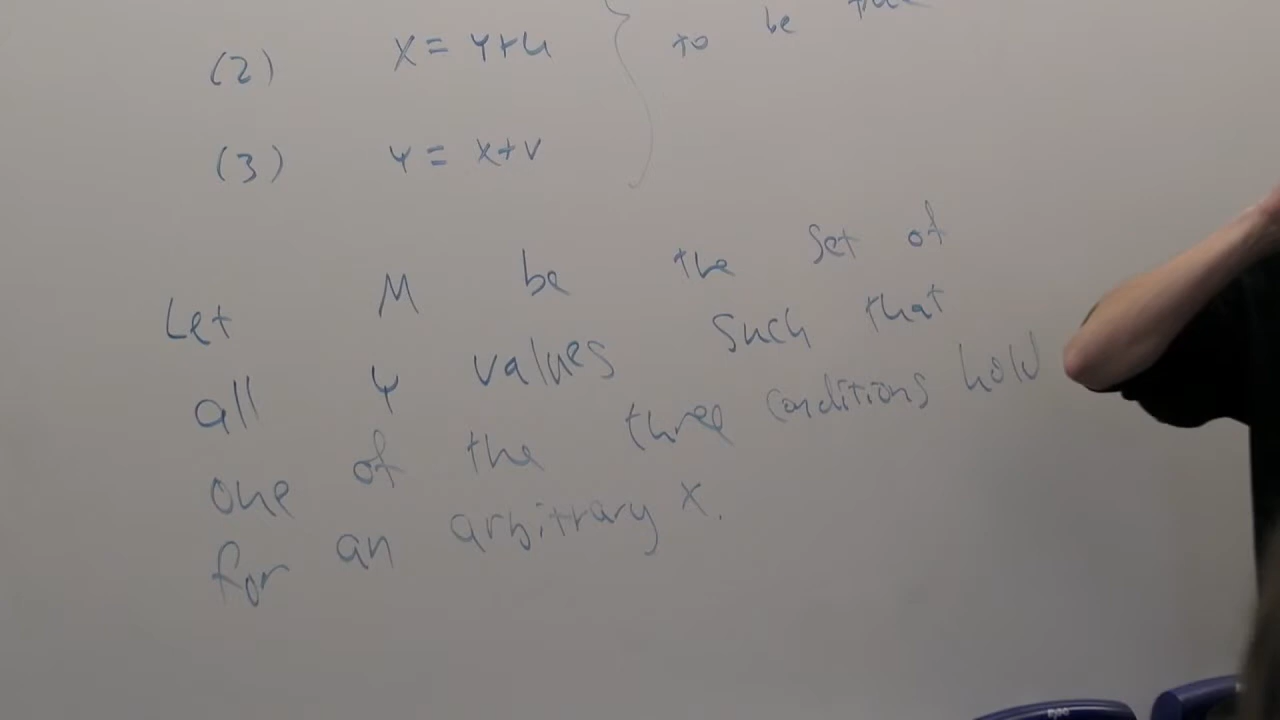 (2) x = y+u } to be
(3) y = x+v
Let M be the set of
all y values such that
one of the three conditions hold
for an arbitrary x.